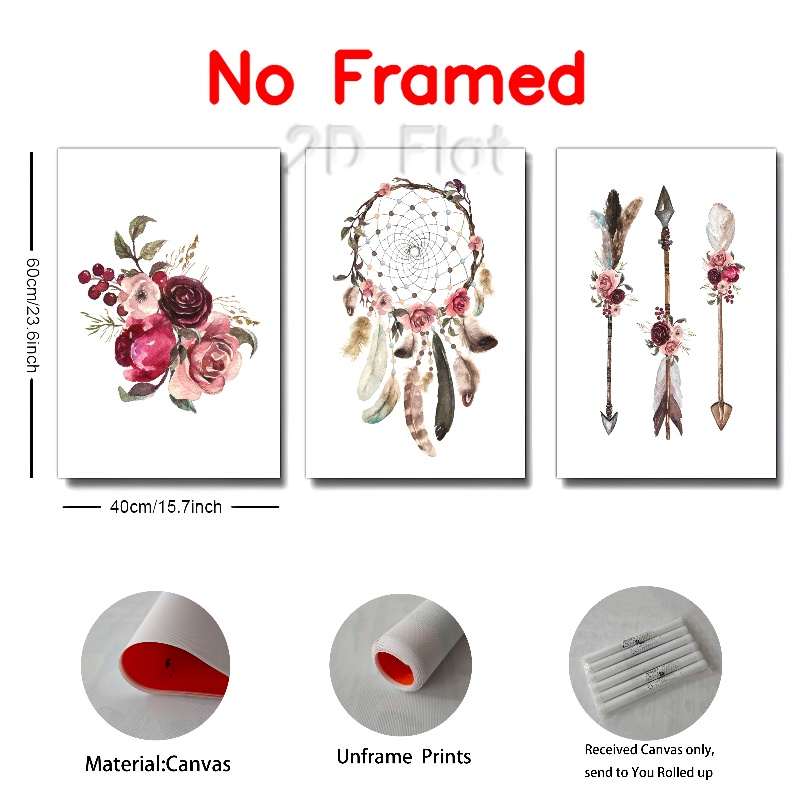 No Framed
2D Flat
60cm/23.6inch
40cm/15.7inch
Material:Canvas
Unframe Prints
Received Canvas only,
send to You Rolled up